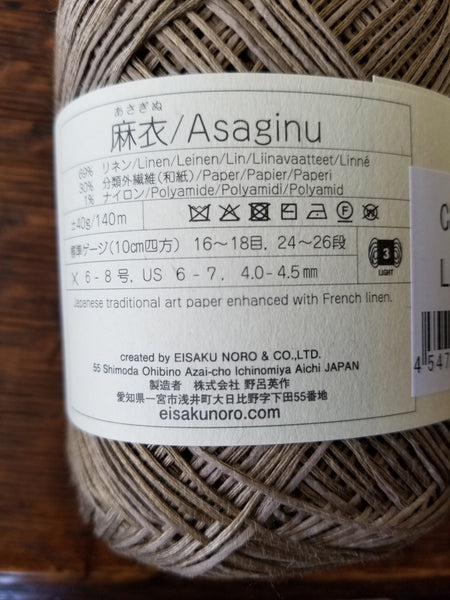 あさぎぬ
麻衣/Asaginu
69% リネン/Linen/Leinen/Lin/Liinavaatteet/Linné
30% 分類外繊維(和紙)/Paper/Papier/Paperi
1% ナイロン/Polyamide/Polyamidi/Polyamid
±40g/140m
標準ゲージ(10cm四方) 16～18目, 24～26段
3
LIGHT
6-8号, US 6-7, 4.0-4.5mm
Japanese traditional art paper enhanced with French linen.
created by EISAKU NORO & CO.,LTD.
55 Shimoda Ohibino Azai-cho Ichinomiya Aichi JAPAN
製造者 株式会社 野呂英作
愛知県一宮市浅井町大日比野字下田55番地
eisakunoro.com
C
L
4 547